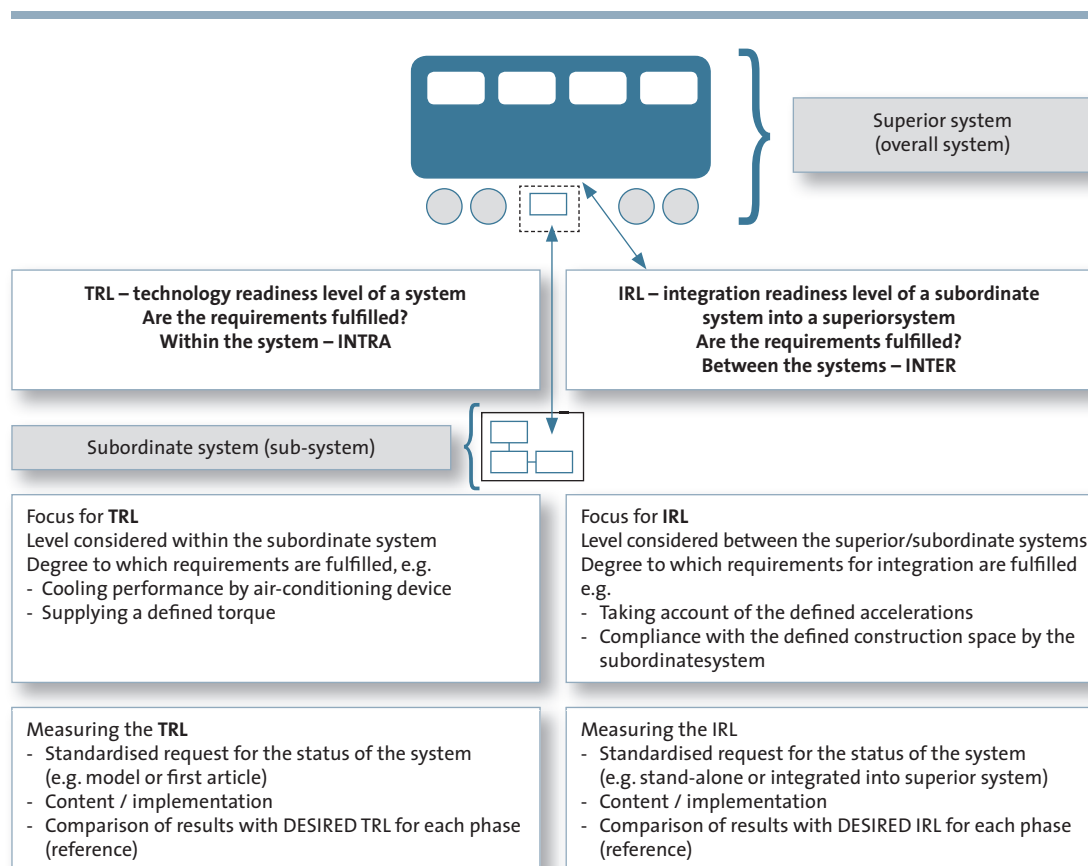 Superior system
(overall system)
TRL – technology readiness level of a system
Are the requirements fulfilled?
Within the system – INTRA
IRL – integration readiness level of a subordinate
system into a superiorsystem
Are the requirements fulfilled?
Between the systems – INTER
Subordinate system (sub-system)
Focus for TRL
Level considered within the subordinate system
Degree to which requirements are fulfilled, e.g.
- Cooling performance by air-conditioning device
- Supplying a defined torque
Focus for IRL
Level considered between the superior/subordinate systems
Degree to which requirements for integration are fulfilled
e.g.
- Taking account of the defined accelerations
- Compliance with the defined construction space by the
subordinatesystem
Measuring the TRL
- Standardised request for the status of the system
(e.g. model or first article)
- Content / implementation
- Comparison of results with DESIRED TRL for each phase
(reference)
Measuring the IRL
- Standardised request for the status of the system
(e.g. stand-alone or integrated into superior system)
- Content / implementation
- Comparison of results with DESIRED IRL for each phase
(reference)